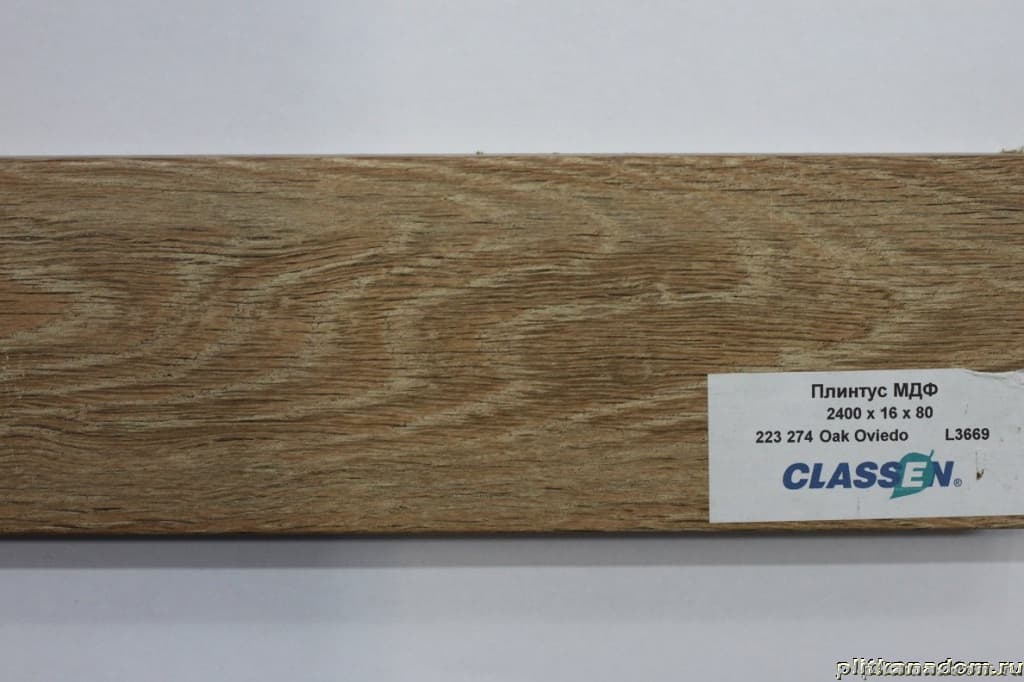 Плинтус МДФ
2400 x 16 x 80
223 274 Oak Oviedo L3669
CLASSEN®
plitkanadom.ru